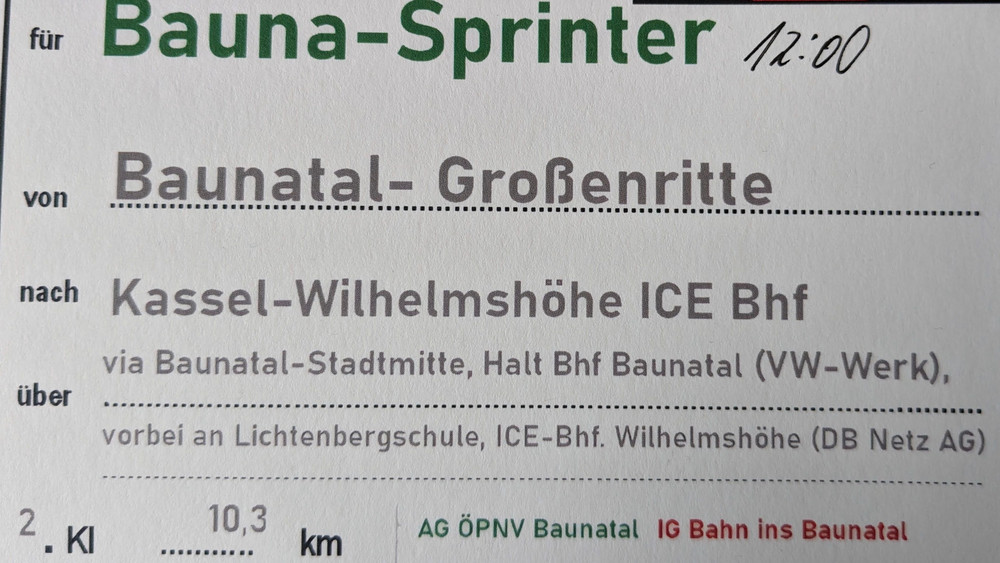 für Bauna-Sprinter 12:00
von Baunatal- Großenritte
nach Kassel-Wilhelmshöhe ICE Bhf
via Baunatal-Stadtmitte, Halt Bhf Baunatal (VW-Werk),
über
vorbei an Lichtenbergschule, ICE-Bhf. Wilhelmshöhe (DB Netz AG)
2. Kl 10,3 km AG ÖPNV Baunatal IG Bahn ins Baunatal